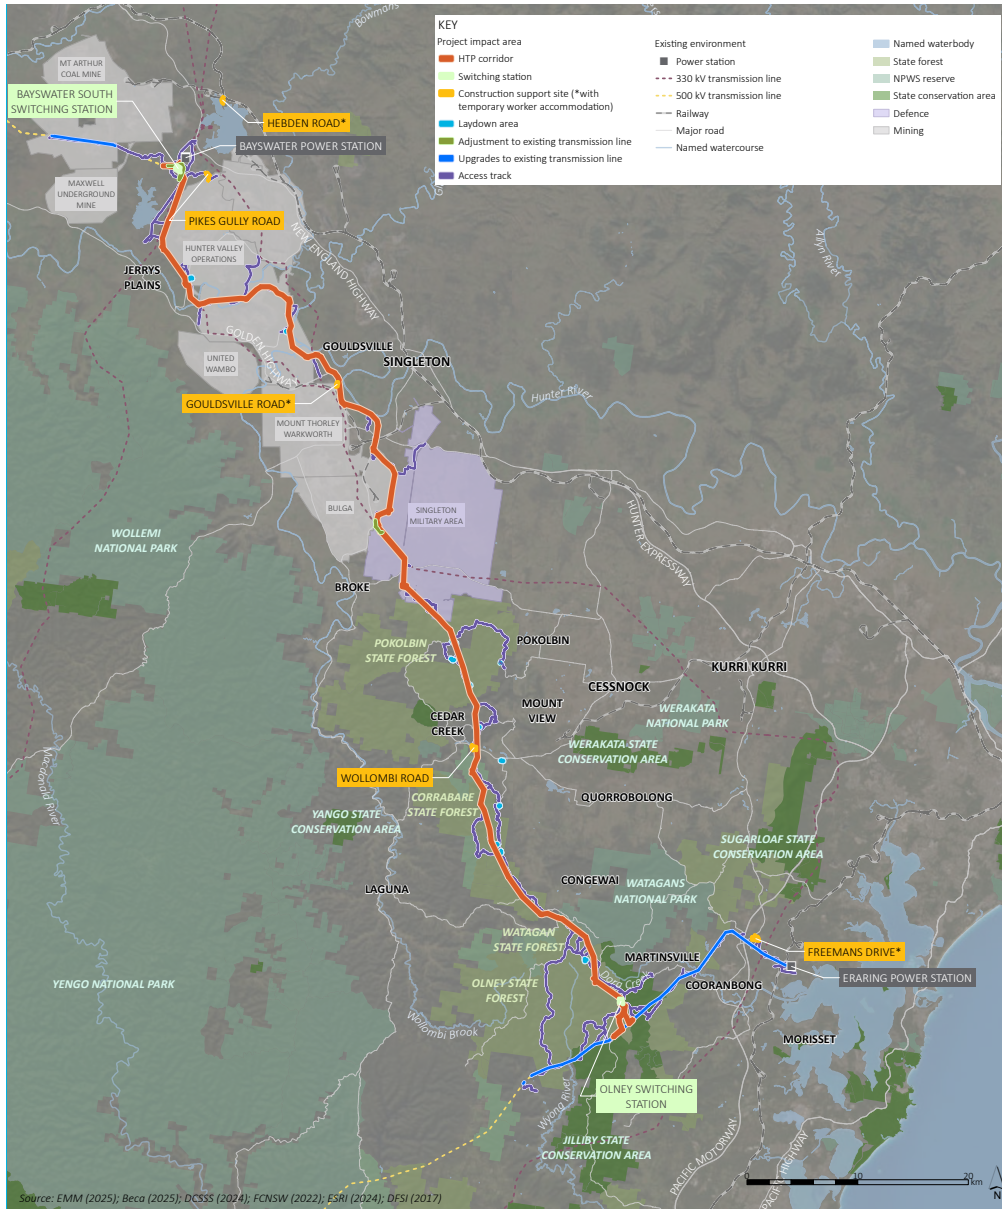 Bowmans
KEY
Project impact area
HTP corridor
Switching station
Construction support site (*with
temporary worker accommodation)
Laydown area
Adjustment to existing transmission line
Upgrades to existing transmission line
Access track
Existing environment
Power station
330 kV transmission line
500 kV transmission line
Railway
Major road
Named watercourse
Named waterbody
State forest
NPWS reserve
State conservation area
Defence
Mining
MT ARTHUR
COAL MINE
BAYSWATER SOUTH
SWITCHING STATION
HEBDEN ROAD*
BAYSWATER POWER STATION
MAXWELL
UNDERGROUND
MINE
PIKES GULLY ROAD
NEW ENGLAND HIGHWAY
Allyn River
HUNTER VALLEY
OPERATIONS
JERRYS
PLAINS
GOLDEN HIGHWAY
GOULDSVILLE
SINGLETON
UNITED
WAMBO
Hunter River
GOULDSVILLE ROAD*
MOUNT THORLEY
WARKWORTH
BULGA
SINGLETON
MILITARY AREA
HUNTER EXPRESSWAY
WOLLEMI
NATIONAL PARK
BROKE
POKOLBIN
STATE FOREST
POKOLBIN
KURRI KURRI
CESSNOCK
MOUNT
VIEW
WERAKATA
NATIONAL PARK
CEDAR
CREEK
WERAKATA STATE
CONSERVATION AREA
Macdonald River
WOLLOMBI ROAD
CORRABARE
STATE FOREST
QUORROBOLONG
YANGO STATE
CONSERVATION AREA
SUGARLOAF STATE
CONSERVATION AREA
LAGUNA
CONGEWAI
WATAGANS
NATIONAL PARK
WATAGAN
STATE FOREST
FREEMANS DRIVE*
MARTINSVILLE
ERARING POWER STATION
Dora Creek
COORANBONG
OLNEY STATE
FOREST
YENGO NATIONAL PARK
Wollombi Brook
MORISSET
OLNEY SWITCHING
STATION
Wyong River
JILLIBY STATE
CONSERVATION AREA
PACIFIC MOTORWAY
PACIFIC HIGHWAY
0 10 20
km
N
Source: EMM (2025); Beca (2025); DCSSS (2024); FCNSW (2022); ESRI (2024); DFSI (2017)